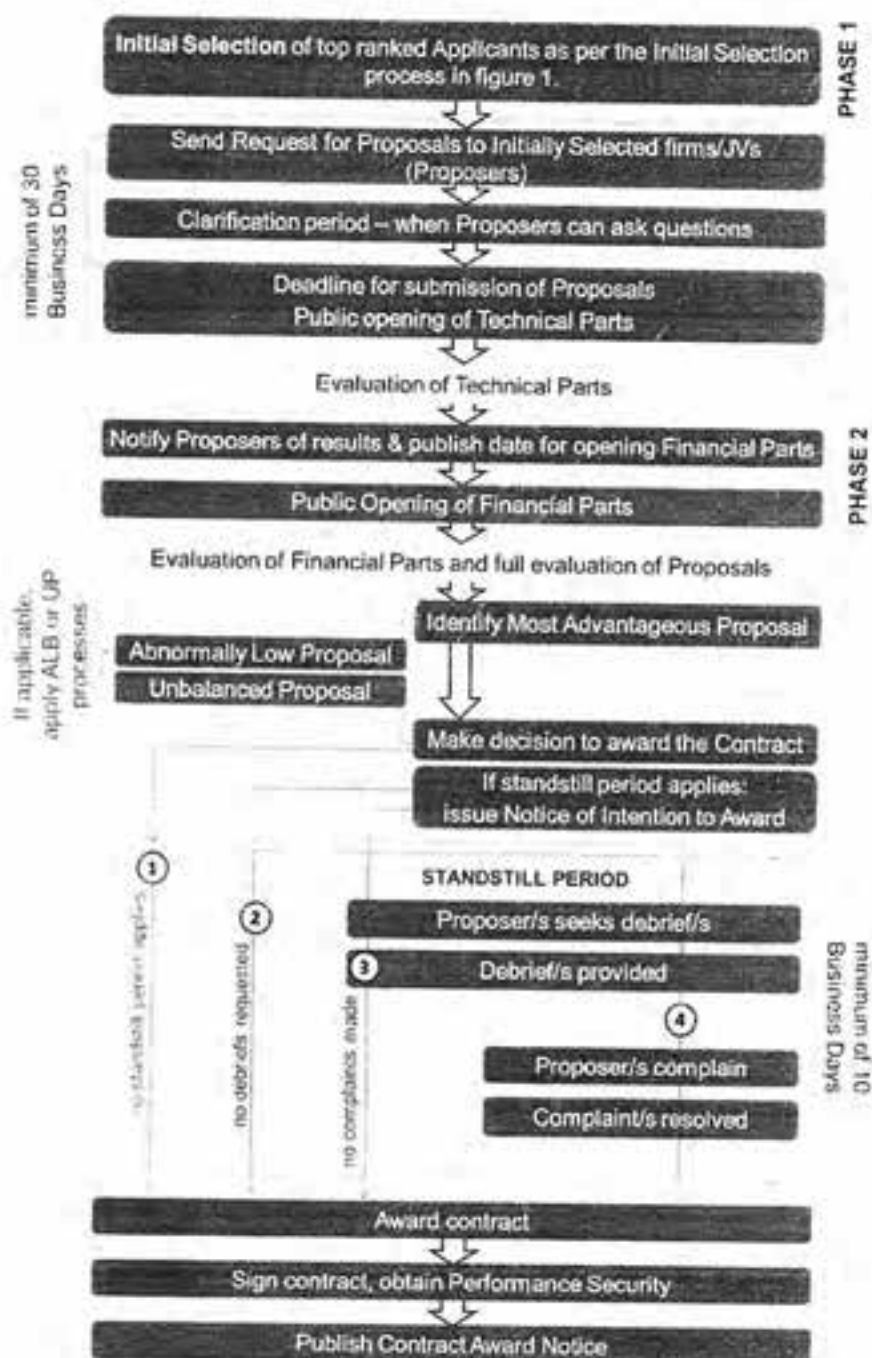 Initial Selection of top ranked Applicants as per the Initial Selection
process in figure 1.
PHASE 1
Send Request for Proposals to Initially Selected firms/JVs
(Proposers)
minimum of 30
Business Days
Clarification period – when Proposers can ask questions
Deadline for submission of Proposals
Public opening of Technical Parts
Evaluation of Technical Parts
Notify Proposers of results & publish date for opening Financial Parts
PHASE 2
Public Opening of Financial Parts
Evaluation of Financial Parts and full evaluation of Proposals
If applicable,
apply ALB or UP
processes
Identify Most Advantageous Proposal
Abnormally Low Proposal
Unbalanced Proposal
Make decision to award the Contract
If standstill period applies:
issue Notice of Intention to Award
1
STANDSTILL PERIOD
2
no debriefs requested
Proposer/s seeks debrief/s
3
Debrief/s provided
no complaints made
4
minimum of 10
Business Days
Proposer/s complain
Complaint/s resolved
Award contract
Sign contract, obtain Performance Security
Publish Contract Award Notice